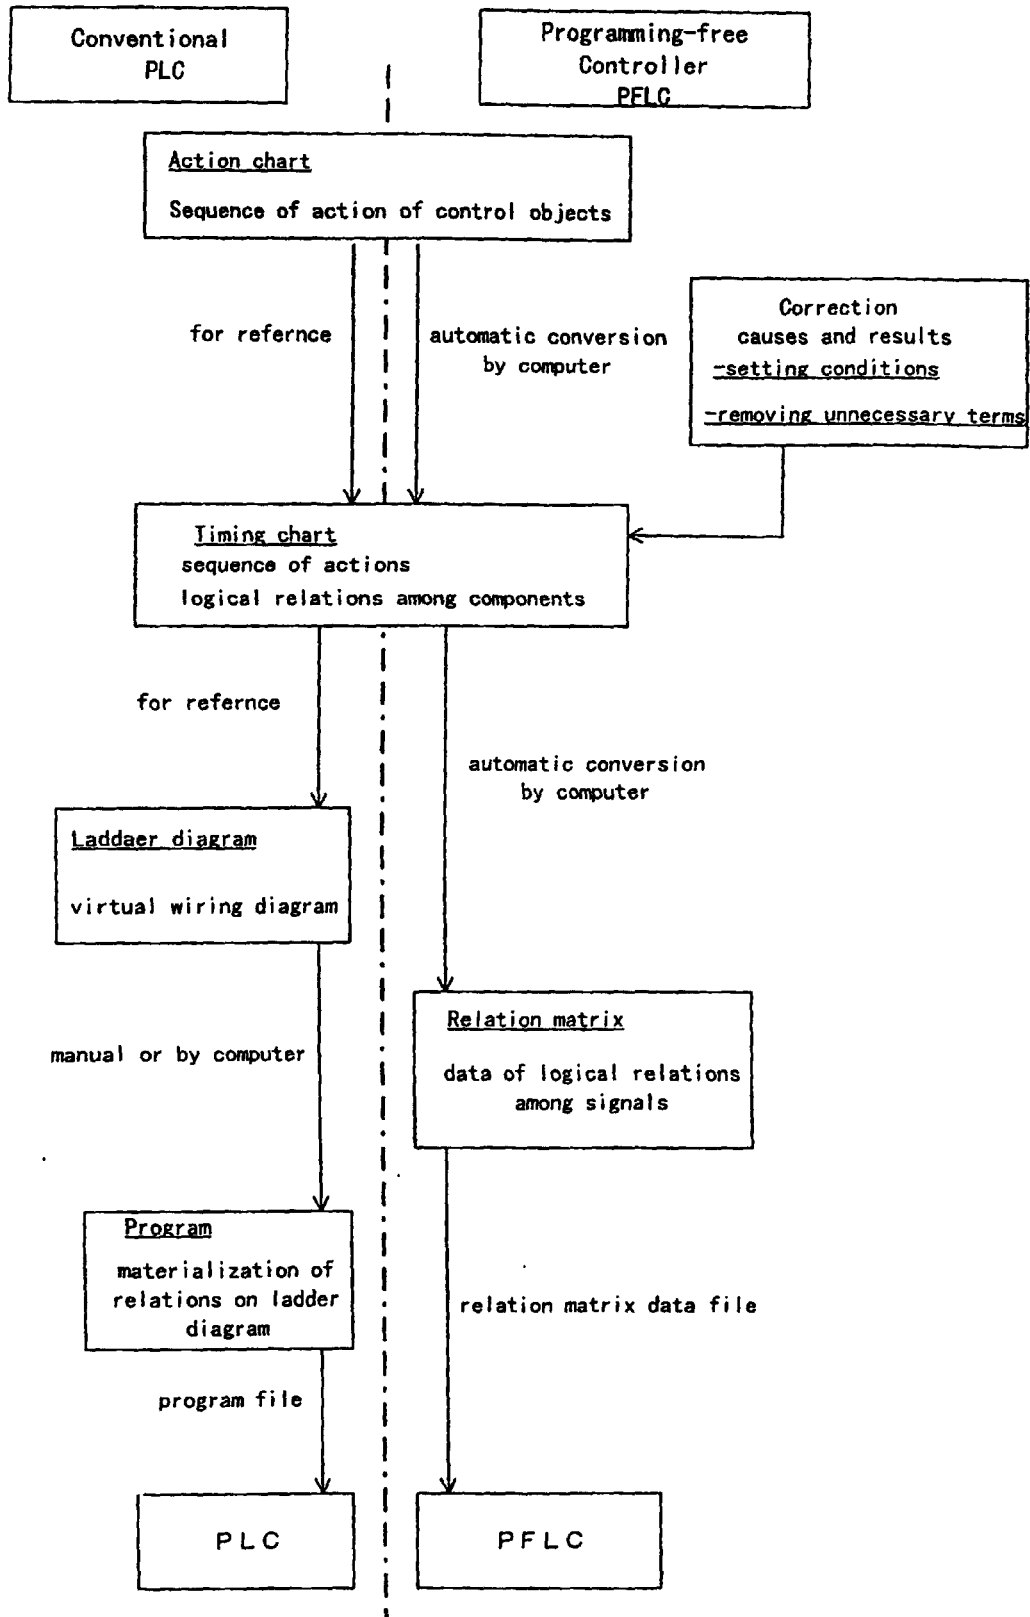 Conventional
PLC
Programming-free
Controller
PFLC
Action chart
Sequence of action of control objects
for refernce
automatic conversion
by computer
Correction
causes and results
-setting conditions
-removing unnecessary terms
Timing chart
sequence of actions
logical relations among components
for refernce
automatic conversion
by computer
Laddaer diagram
virtual wiring diagram
manual or by computer
Relation matrix
data of logical relations
among signals
Program
materialization of
relations on ladder
diagram
relation matrix data file
program file
PLC
PFLC